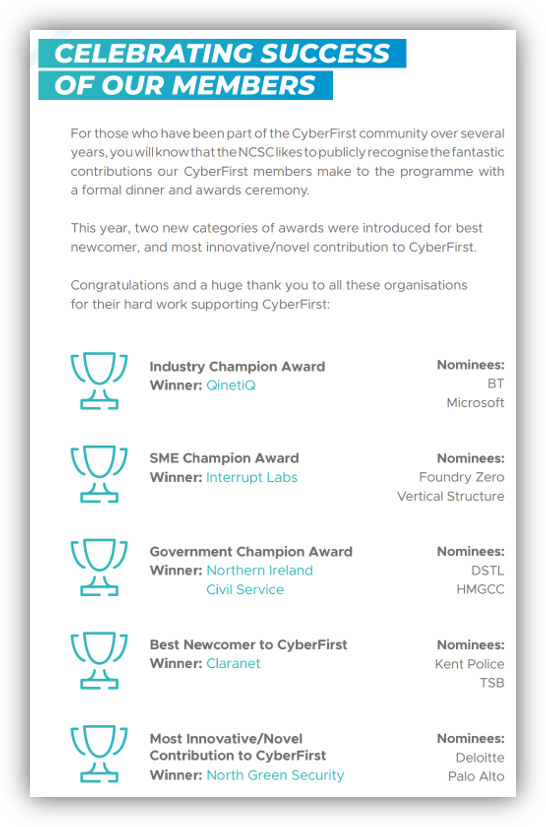 CELEBRATING SUCCESS
OF OUR MEMBERS
For those who have been part of the CyberFirst community over several
years, you will know that the NCSC likes to publicly recognise the fantastic
contributions our CyberFirst members make to the programme with
a formal dinner and awards ceremony.
This year, two new categories of awards were introduced for best
newcomer, and most innovative/novel contribution to CyberFirst.
Congratulations and a huge thank you to all these organisations
for their hard work supporting CyberFirst:
Industry Champion Award
Winner: QinetiQ
Nominees:
BT
Microsoft
SME Champion Award
Winner: Interrupt Labs
Nominees:
Foundry Zero
Vertical Structure
Government Champion Award
Winner: Northern Ireland
Civil Service
Nominees:
DSTL
HMGCC
Best Newcomer to CyberFirst
Winner: Claranet
Nominees:
Kent Police
TSB
Most Innovative/Novel
Contribution to CyberFirst
Winner: North Green Security
Nominees:
Deloitte
Palo Alto